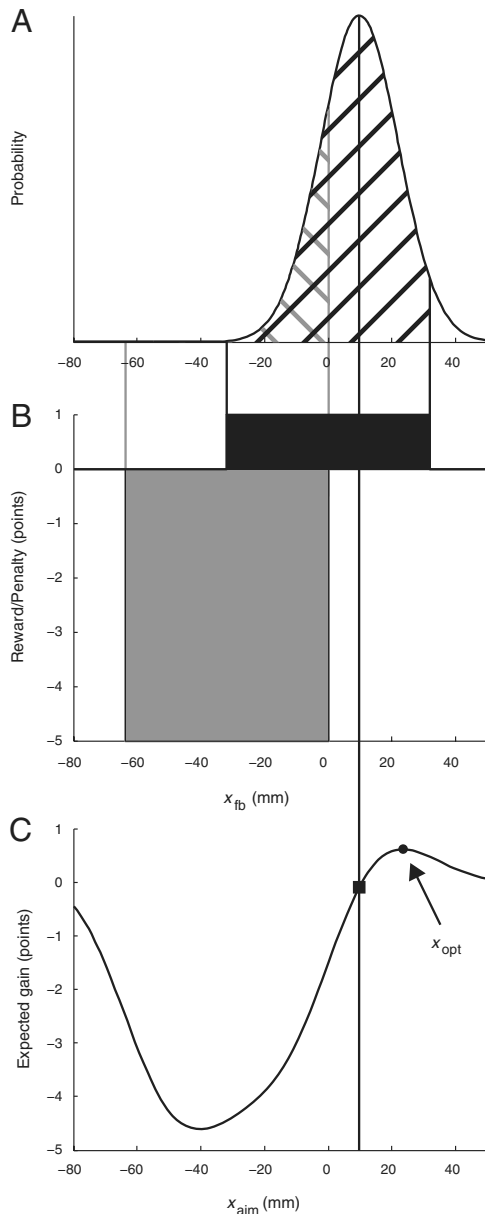 A
Probability
−80 −60 −40 −20 0 20 40
B
Reward/Penalty (points)
1
0
−1
−2
−3
−4
−5
−80 −60 −40 −20 0 20 40
xfb (mm)
C
Expected gain (points)
1
0
−1
−2
−3
−4
−5
xopt
−80 −60 −40 −20 0 20 40
xaim (mm)